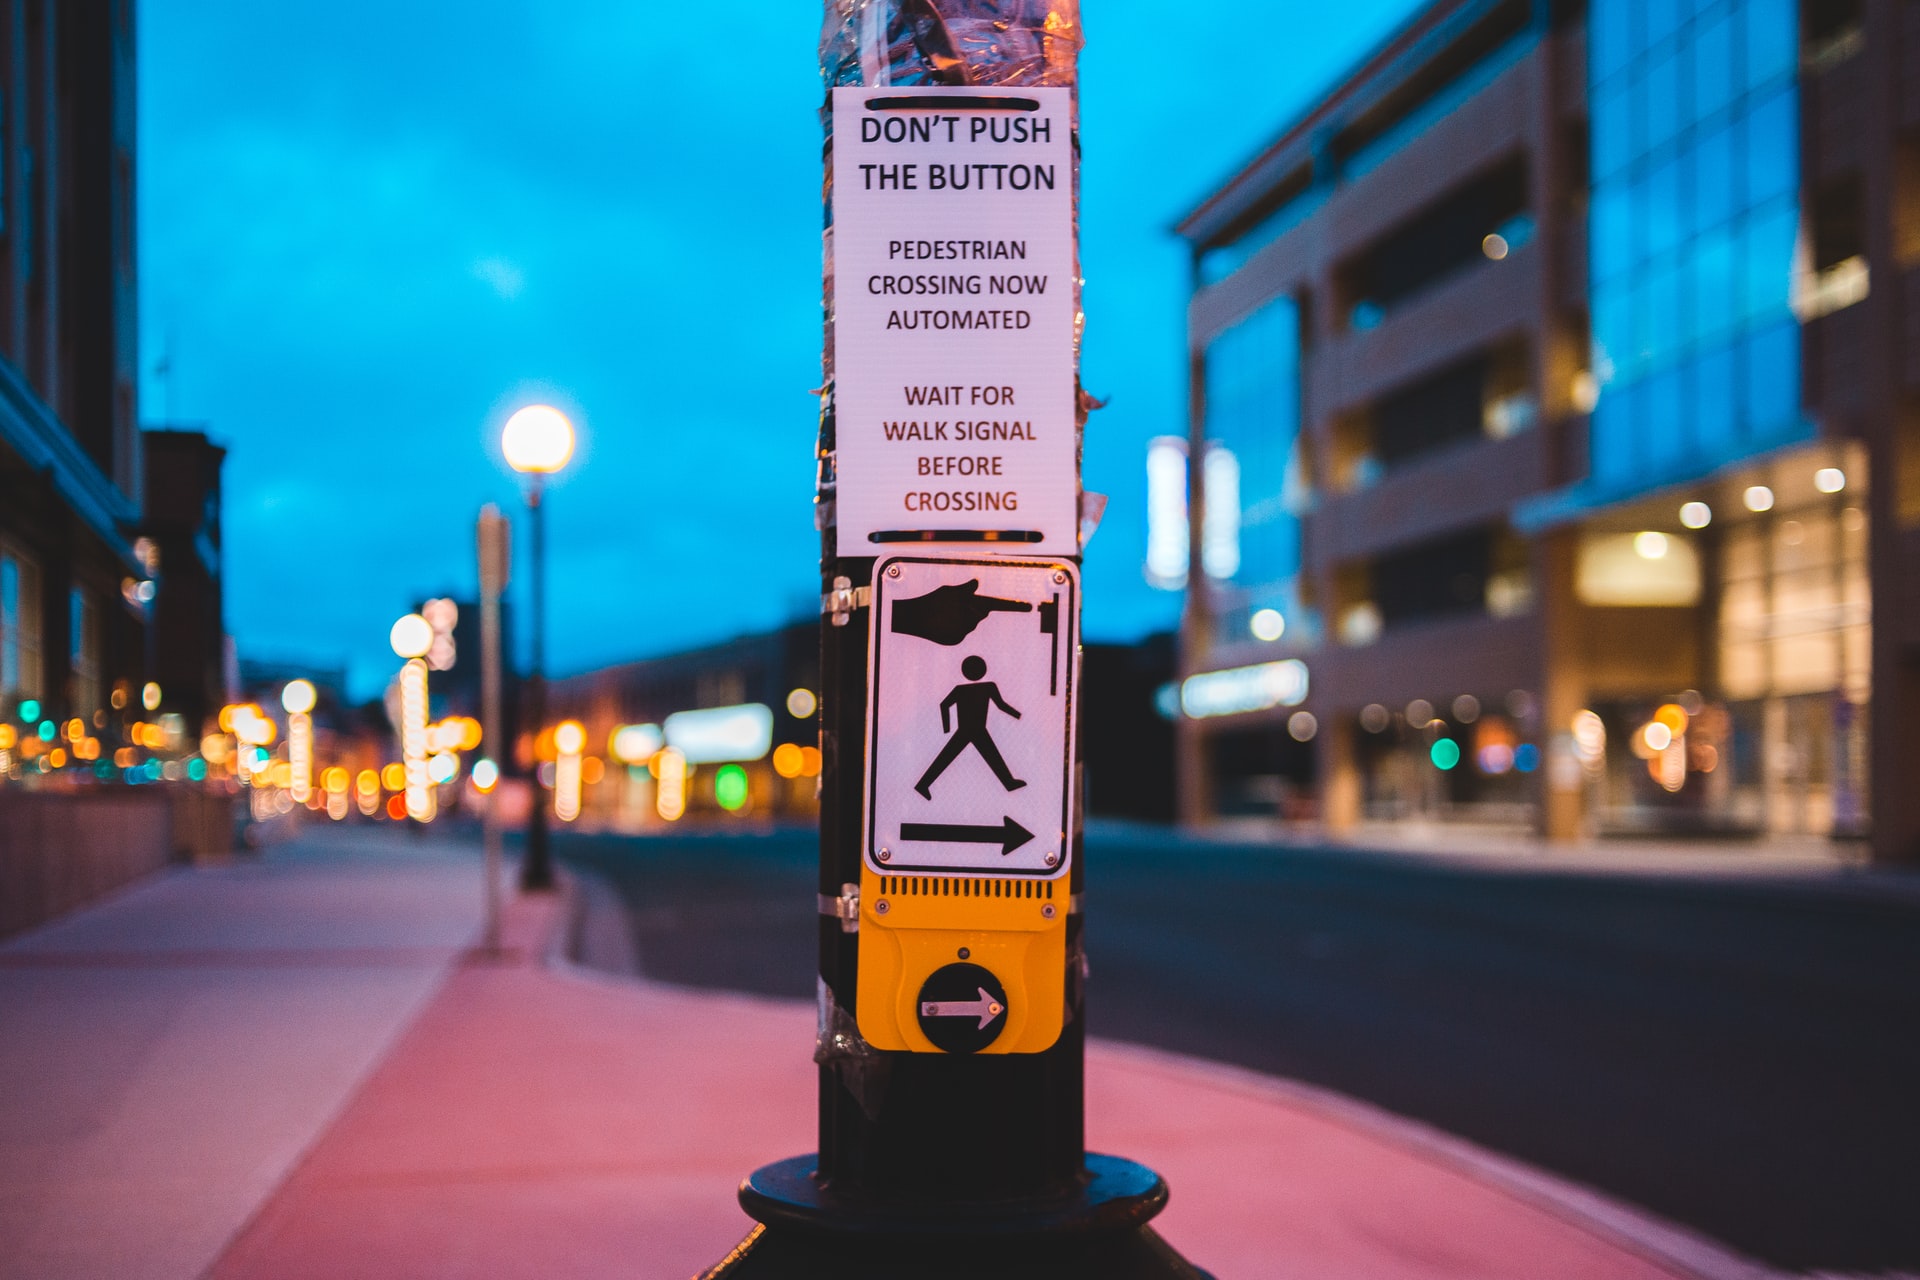 DON'T PUSH
THE BUTTON
PEDESTRIAN
CROSSING NOW
AUTOMATED
WAIT FOR
WALK SIGNAL
BEFORE
CROSSING